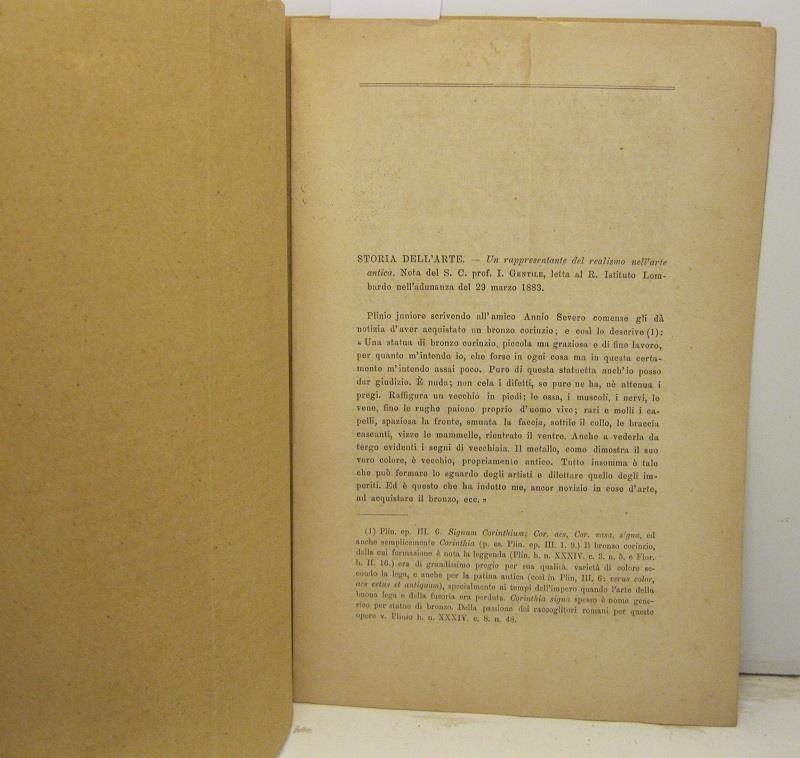 STORIA DELL'ARTE. — Un rappresentante del realismo nell'arte
antica. Nota del S. C. prof. I. GENTILE, letta al R. Istituto Lom-
bardo nell'adunanza del 29 marzo 1883.
Plinio juniore scrivendo all'amico Annio Severo comense gli dà
notizia d'aver acquistato un bronzo corinzio; e così lo descrive (1):
« Una statua di bronzo corinzio, piccola ma graziosa e di fino lavoro,
per quanto m'intendo io, che forse in ogni cosa ma in questa certa-
mente m'intendo assai poco. Pure di questa statuetta anch'io posso
dar giudizio. È nuda; non cela i difetti, se pure ne ha, nè attenua i
pregi. Raffigura un vecchio in piedi; le ossa, i muscoli, i nervi, le
vene, fino le rughe paiono proprio d'uomo vivo; rari e molli i ca-
pelli, spaziosa la fronte, smunta la faccia, sottile il collo, le braccia
cascanti, vizze le mammelle, rientrato il ventre. Anche a vederla da
tergo evidenti i segni di vecchiaia. Il metallo, come dimostra il suo
vero colore, è vecchio, propriamente antico. Tutto insomma è tale
che può fermare lo sguardo degli artisti e dilettare quello degli im-
periti. Ed è questo che ha indotto me, ancor novizio in cose d'arte,
ad acquistare il bronzo, ecc. »
(1) Plin. ep. III. 6. Signum Corinthium; Cor. aes, Cor. vasa, signa, ed
anche semplicemente Corinthia (p. es. Plin. ep. III. 1. 9.) Il bronzo corinzio,
della cui formazione è nota la leggenda (Plin. h. n. XXXIV. c. 3. n. 5. e Flor.
h. II. 16.) era di grandissimo pregio per sua qualità, varietà di colore se-
condo la lega, e anche per la patina antica (così in Plin, III. 6: verus color,
aes vetus et antiquum), specialmente ai tempi dell'impero quando l'arte della
buona lega e della fusoria era perduta. Corinthia signa spesso è nome gene-
rico per statue di bronzo. Della passione dei raccoglitori romani per queste
opere v. Plinio h. n. XXXIV. c. 8. n. 48.